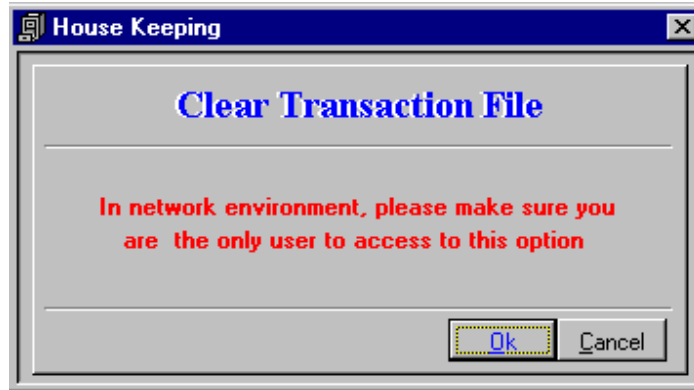 House Keeping
Clear Transaction File
In network environment, please make sure you
are the only user to access to this option
Ok Cancel